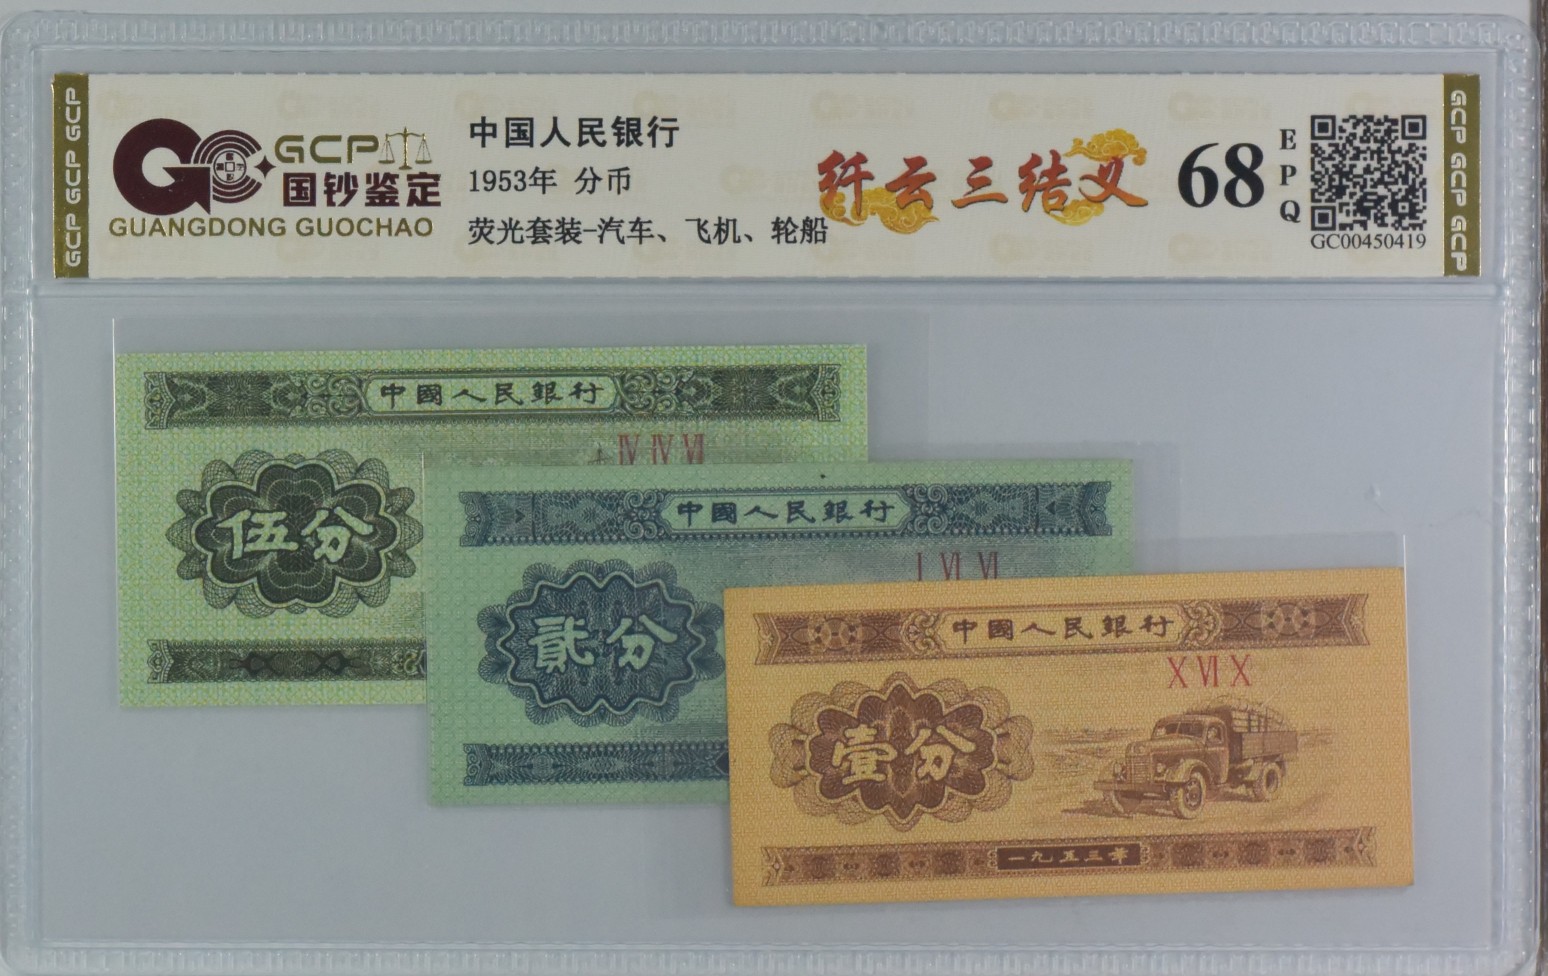 GCP GCP GCP
GCP
国钞鉴定
GUANGDONG GUOCHAO
中国人民银行
1953年 分币
荧光套装-汽车、飞机、轮船
纤云三结义
68
EPQ
GC00450419
GCP GCP GCP
中國人民銀行
Ⅳ Ⅳ Ⅵ
伍分
中國人民銀行
Ⅰ Ⅵ Ⅵ
貳分
中國人民銀行
Ⅹ Ⅵ Ⅹ
壹分
一九五三年